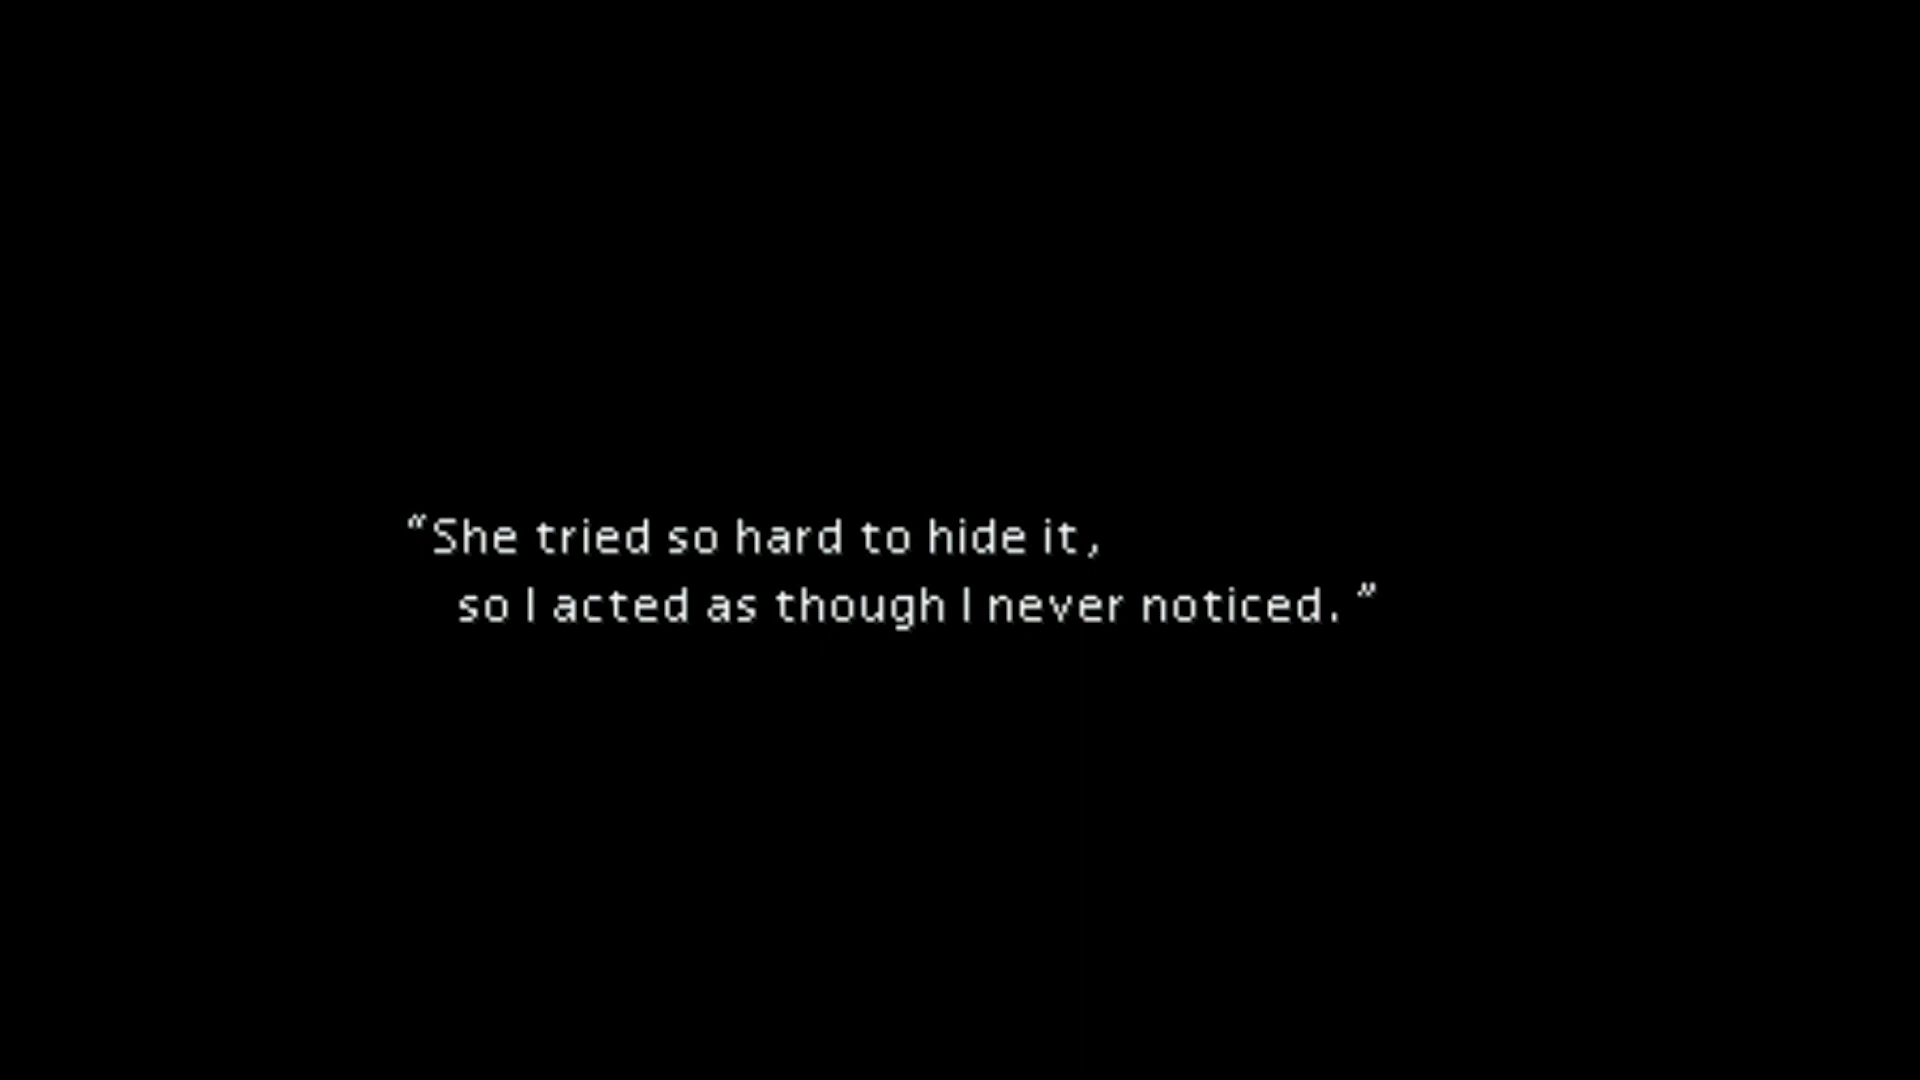 “She tried so hard to hide it,
so I acted as though I never noticed.”